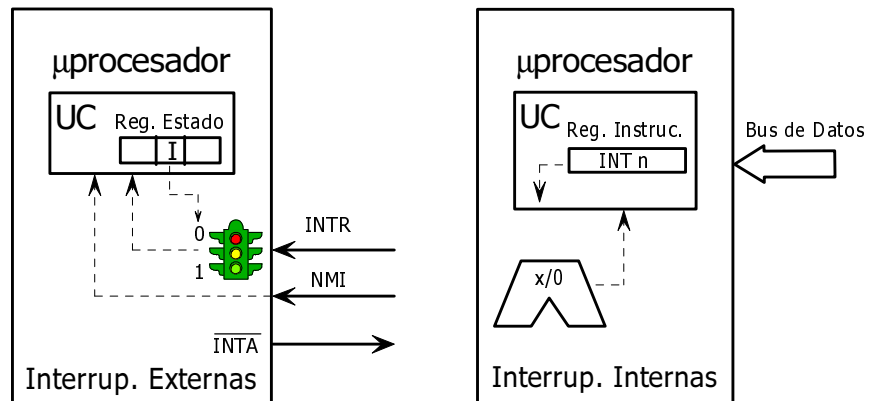 µprocesador
UC
Reg. Estado
I
0
1
INTR
NMI
INTA
Interrup. Externas
µprocesador
UC
Reg. Instruc.
INT n
Bus de Datos
x/0
Interrup. Internas